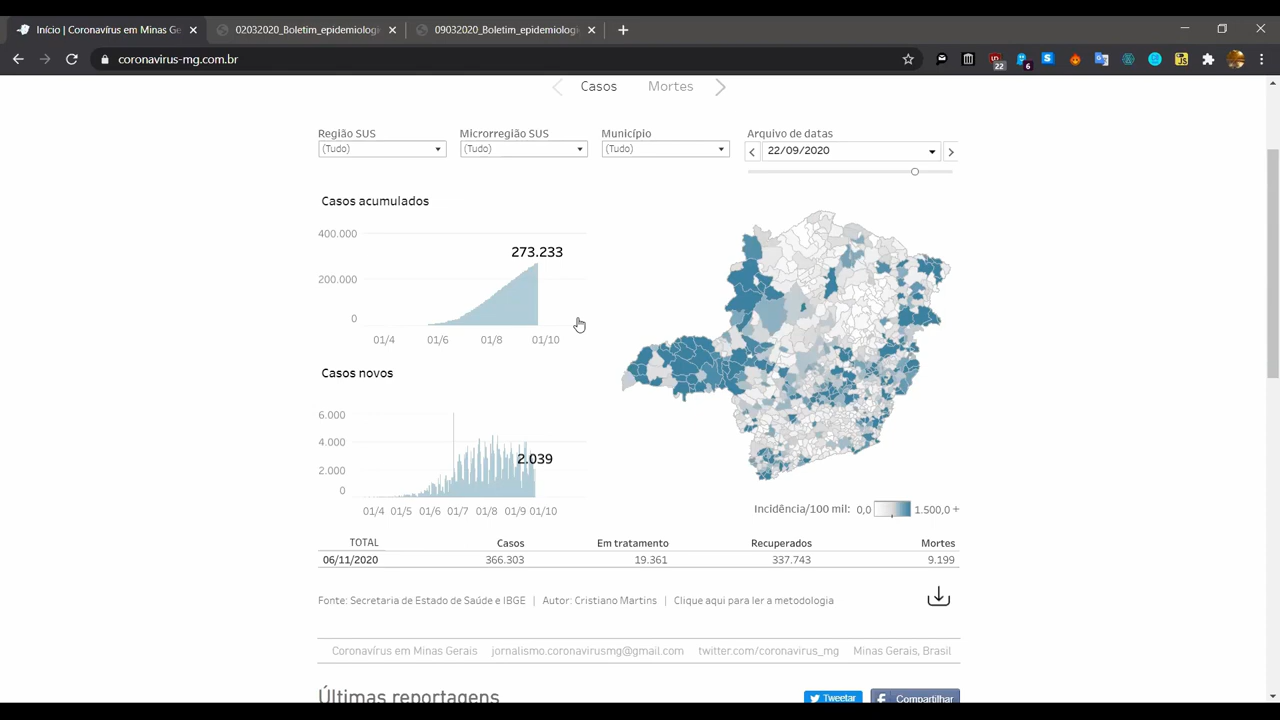 Início | Coronavírus em Minas Ge
02032020_Boletim_epidemiologi
09032020_Boletim_epidemiologi
coronavirus-mg.com.br
22
6
JS
Casos Mortes
Região SUS Microrregião SUS Município Arquivo de datas
(Tudo) (Tudo) (Tudo) 22/09/2020
Casos acumulados
400.000
273.233
200.000
0
01/4 01/6 01/8 01/10
Casos novos
6.000
4.000
2.039
2.000
0
01/4 01/5 01/6 01/7 01/8 01/9 01/10
Incidência/100 mil: 0,0 1.500,0 +
TOTAL Casos Em tratamento Recuperados Mortes
06/11/2020 366.303 19.361 337.743 9.199
Fonte: Secretaria de Estado de Saúde e IBGE | Autor: Cristiano Martins | Clique aqui para ler a metodologia
Coronavírus em Minas Gerais jornalismo.coronavirusmg@gmail.com twitter.com/coronavirus_mg Minas Gerais, Brasil
Últimas reportagens
Tweetar Compartilhar